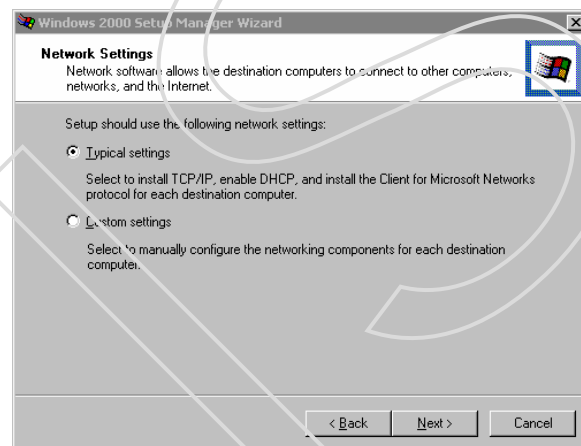 Windows 2000 Setup Manager Wizard
Network Settings
Network software allows the destination computers to connect to other computers,
networks, and the Internet.
Setup should use the following network settings:
Typical settings
Select to install TCP/IP, enable DHCP, and install the Client for Microsoft Networks
protocol for each destination computer.
Custom settings
Select to manually configure the networking components for each destination
computer.
< Back Next > Cancel